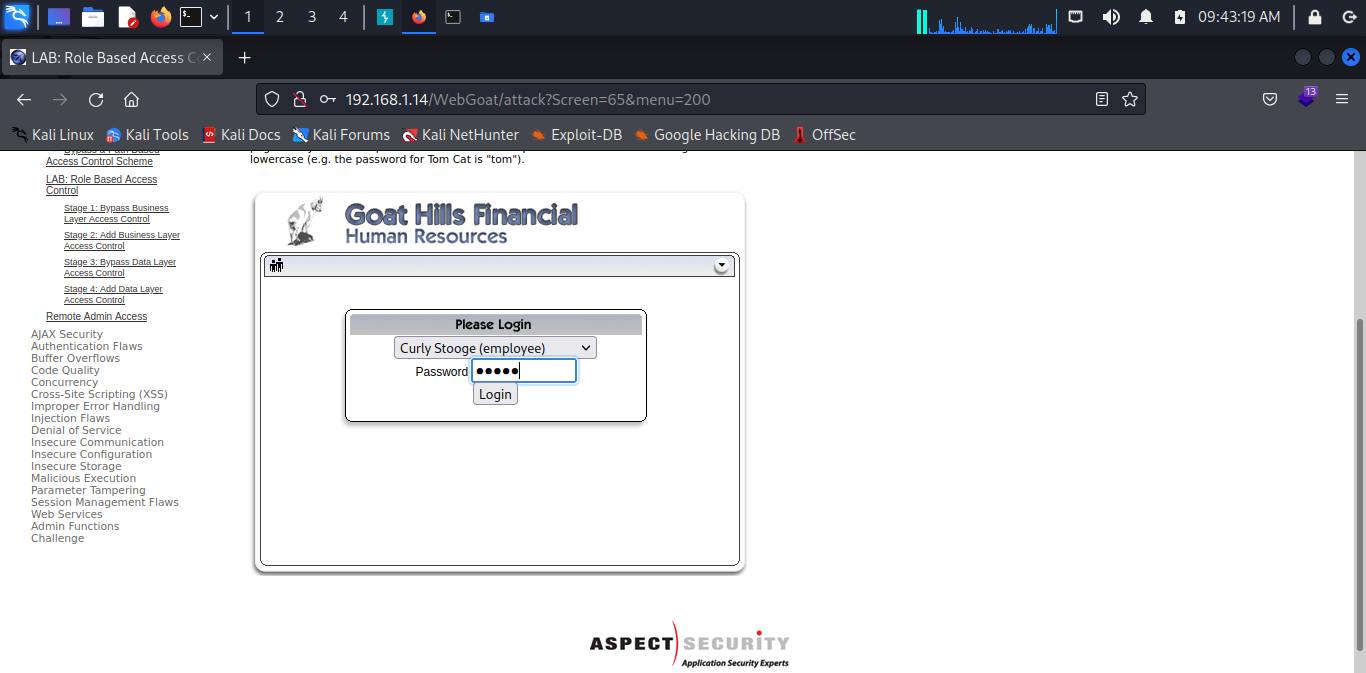 1 2 3 4 09:43:19 AM
LAB: Role Based Access Co
192.168.1.14/WebGoat/attack?Screen=65&menu=200
13
Kali Linux Kali Tools Kali Docs Kali Forums Kali NetHunter Exploit-DB Google Hacking DB OffSec
Bypass a Path Based
Access Control Scheme
LAB: Role Based Access
Control
Stage 1: Bypass Business
Layer Access Control
Stage 2: Add Business Layer
Access Control
Stage 3: Bypass Data Layer
Access Control
Stage 4: Add Data Layer
Access Control
Remote Admin Access
AJAX Security
Authentication Flaws
Buffer Overflows
Code Quality
Concurrency
Cross-Site Scripting (XSS)
Improper Error Handling
Injection Flaws
Denial of Service
Insecure Communication
Insecure Configuration
Insecure Storage
Malicious Execution
Parameter Tampering
Session Management Flaws
Web Services
Admin Functions
Challenge
lowercase (e.g. the password for Tom Cat is "tom").
Goat Hills Financial
Human Resources
Please Login
Curly Stooge (employee)
Password
Login
ASPECT SECURITY
Application Security Experts